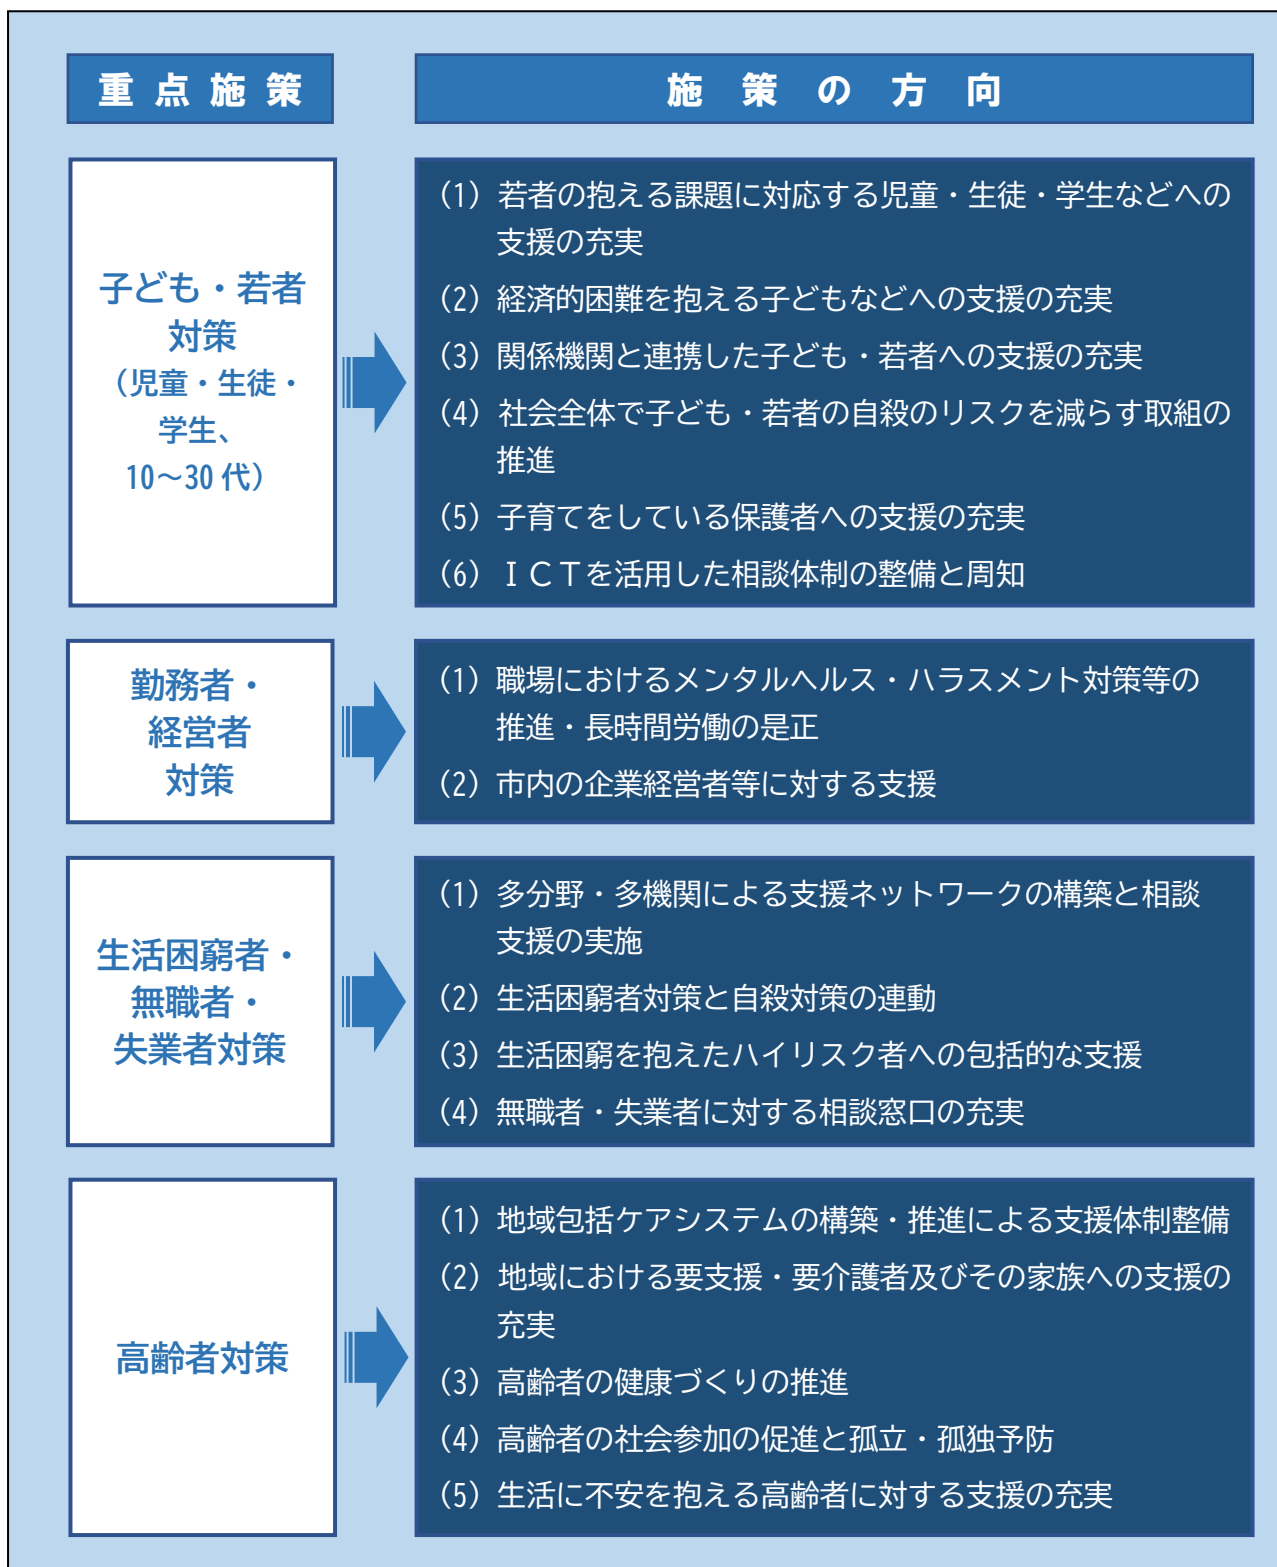 重点施策
施策の方向
子ども・若者
対策
（児童・生徒・
学生、
10～30代）
(1) 若者の抱える課題に対応する児童・生徒・学生などへの
支援の充実
(2) 経済的困難を抱える子どもなどへの支援の充実
(3) 関係機関と連携した子ども・若者への支援の充実
(4) 社会全体で子ども・若者の自殺のリスクを減らす取組の
推進
(5) 子育てをしている保護者への支援の充実
(6) ＩＣＴを活用した相談体制の整備と周知
勤務者・
経営者
対策
(1) 職場におけるメンタルヘルス・ハラスメント対策等の
推進・長時間労働の是正
(2) 市内の企業経営者等に対する支援
生活困窮者・
無職者・
失業者対策
(1) 多分野・多機関による支援ネットワークの構築と相談
支援の実施
(2) 生活困窮者対策と自殺対策の連動
(3) 生活困窮を抱えたハイリスク者への包括的な支援
(4) 無職者・失業者に対する相談窓口の充実
高齢者対策
(1) 地域包括ケアシステムの構築・推進による支援体制整備
(2) 地域における要支援・要介護者及びその家族への支援の
充実
(3) 高齢者の健康づくりの推進
(4) 高齢者の社会参加の促進と孤立・孤独予防
(5) 生活に不安を抱える高齢者に対する支援の充実